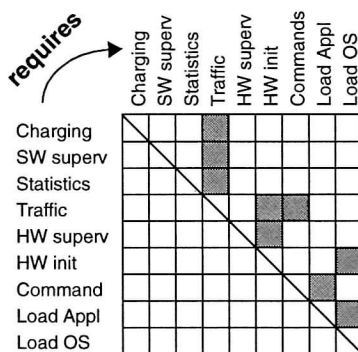 requires
Charging
SW superv
Statistics
Traffic
HW superv
HW init
Commands
Load Appl
Load OS
Charging
SW superv
Statistics
Traffic
HW superv
HW init
Command
Load Appl
Load OS